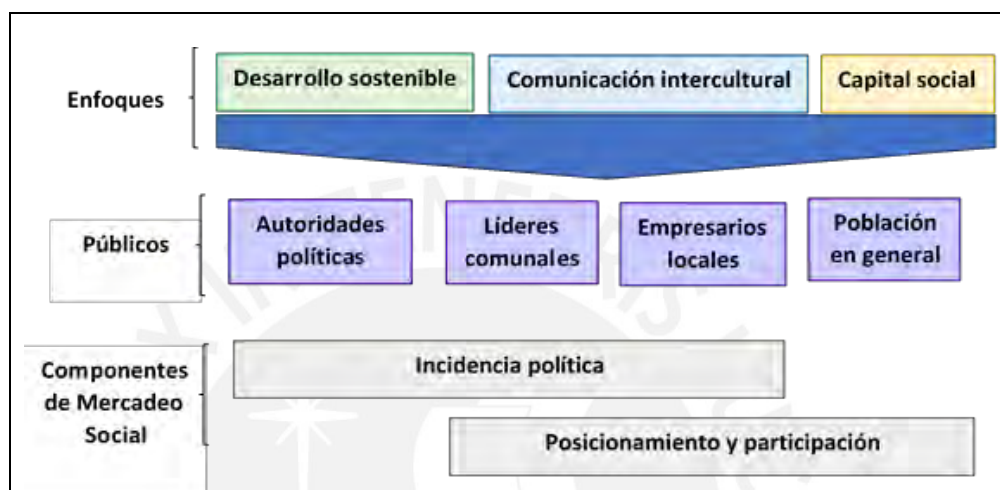 Enfoques
Desarrollo sostenible
Comunicación intercultural
Capital social
Públicos
Autoridades
políticas
Líderes
comunales
Empresarios
locales
Población
en general
Componentes
de Mercadeo
Social
Incidencia política
Posicionamiento y participación